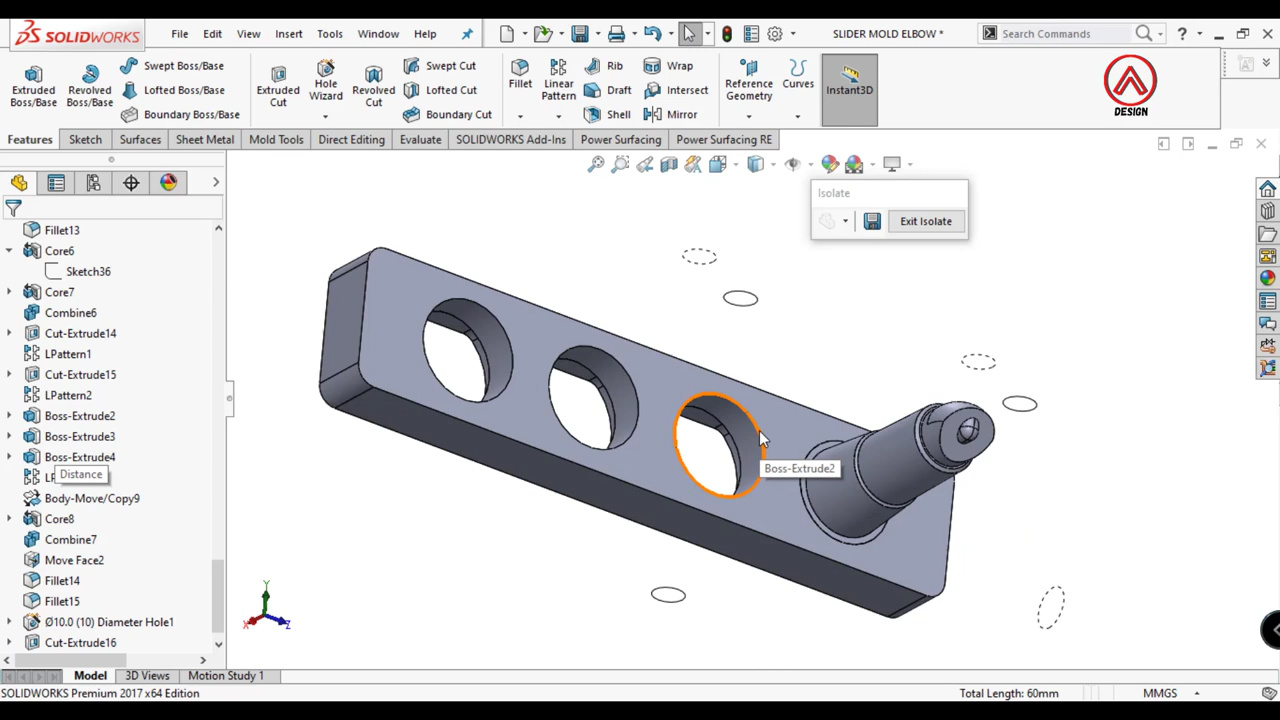 SOLIDWORKS File Edit View Insert Tools Window Help SLIDER MOLD ELBOW * Search Commands ?
Extruded Boss/Base Revolved Boss/Base Swept Boss/Base Lofted Boss/Base Boundary Boss/Base Extruded Cut Hole Wizard Revolved Cut Swept Cut Lofted Cut Boundary Cut Fillet Linear Pattern Rib Draft Shell Wrap Intersect Mirror Reference Geometry Curves Instant3D
DESIGN
Features Sketch Surfaces Sheet Metal Mold Tools Direct Editing Evaluate SOLIDWORKS Add-Ins Power Surfacing Power Surfacing RE
Isolate
Exit Isolate
Fillet13
Core6
Sketch36
Core7
Combine6
Cut-Extrude14
LPattern1
Cut-Extrude15
LPattern2
Boss-Extrude2
Boss-Extrude3
Boss-Extrude4
Distance
Body-Move/Copy9
Core8
Combine7
Move Face2
Fillet14
Fillet15
Ø10.0 (10) Diameter Hole1
Cut-Extrude16
Boss-Extrude2
Y
X Z
Model 3D Views Motion Study 1
SOLIDWORKS Premium 2017 x64 Edition Total Length: 60mm MMGS